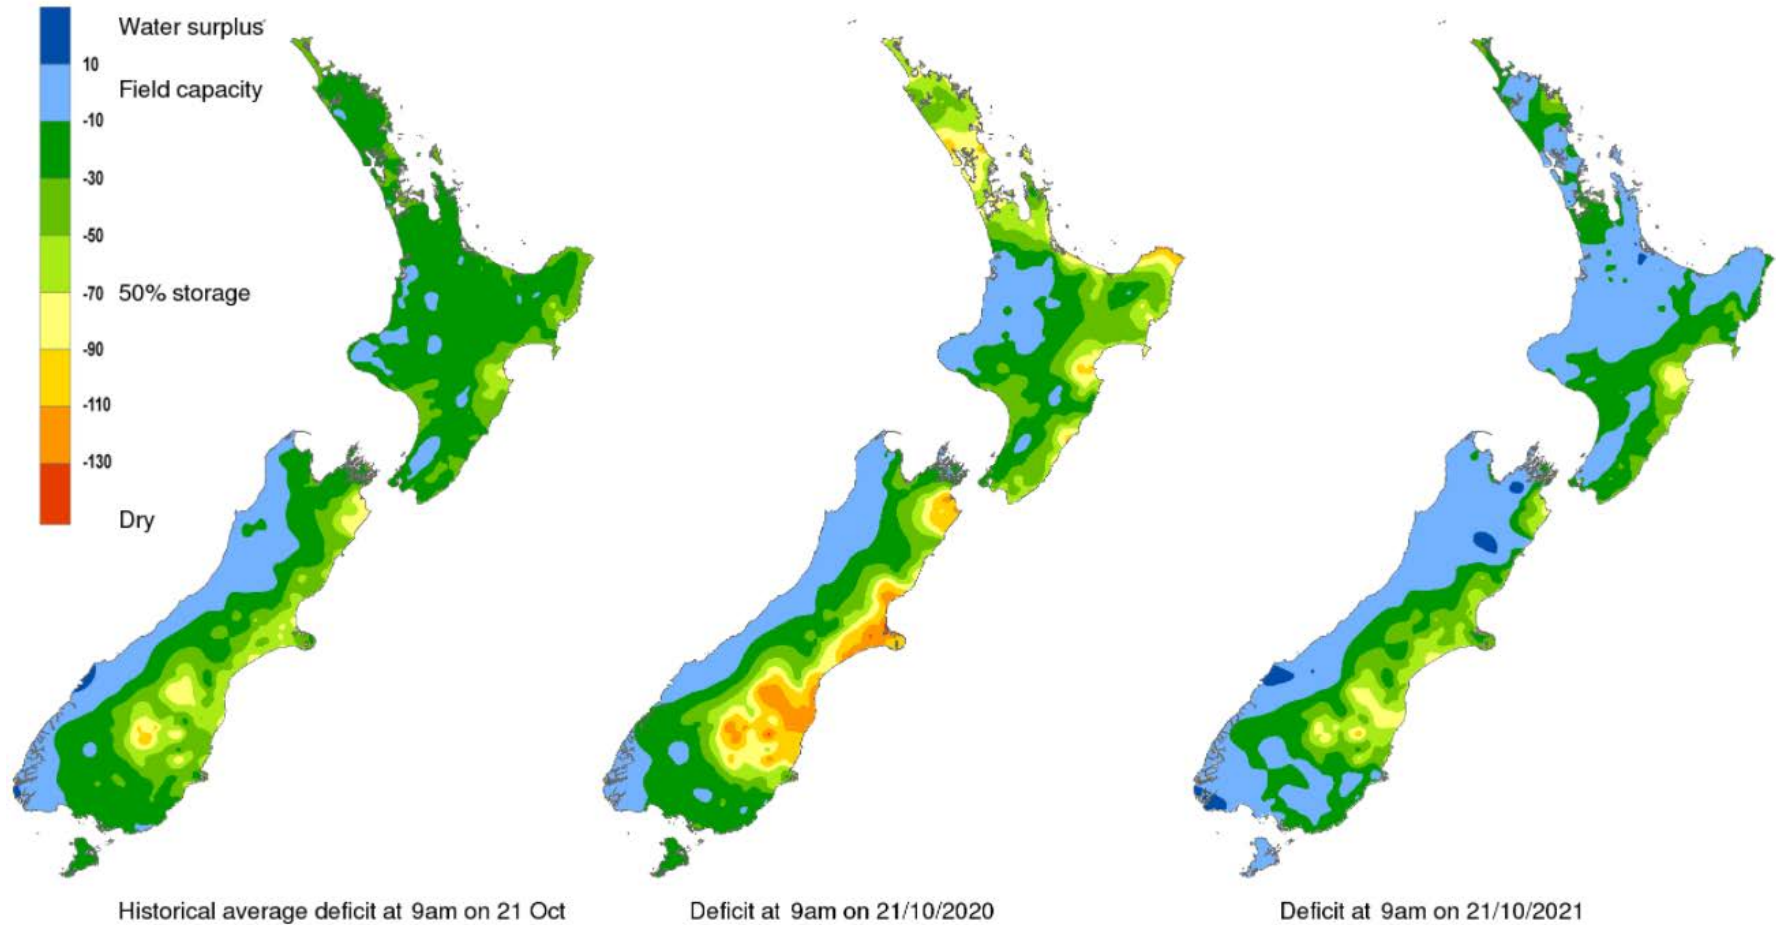 Water surplus
10
Field capacity
-10
-30
-50
-70 50% storage
-90
-110
-130
Dry
Historical average deficit at 9am on 21 Oct
Deficit at 9am on 21/10/2020
Deficit at 9am on 21/10/2021